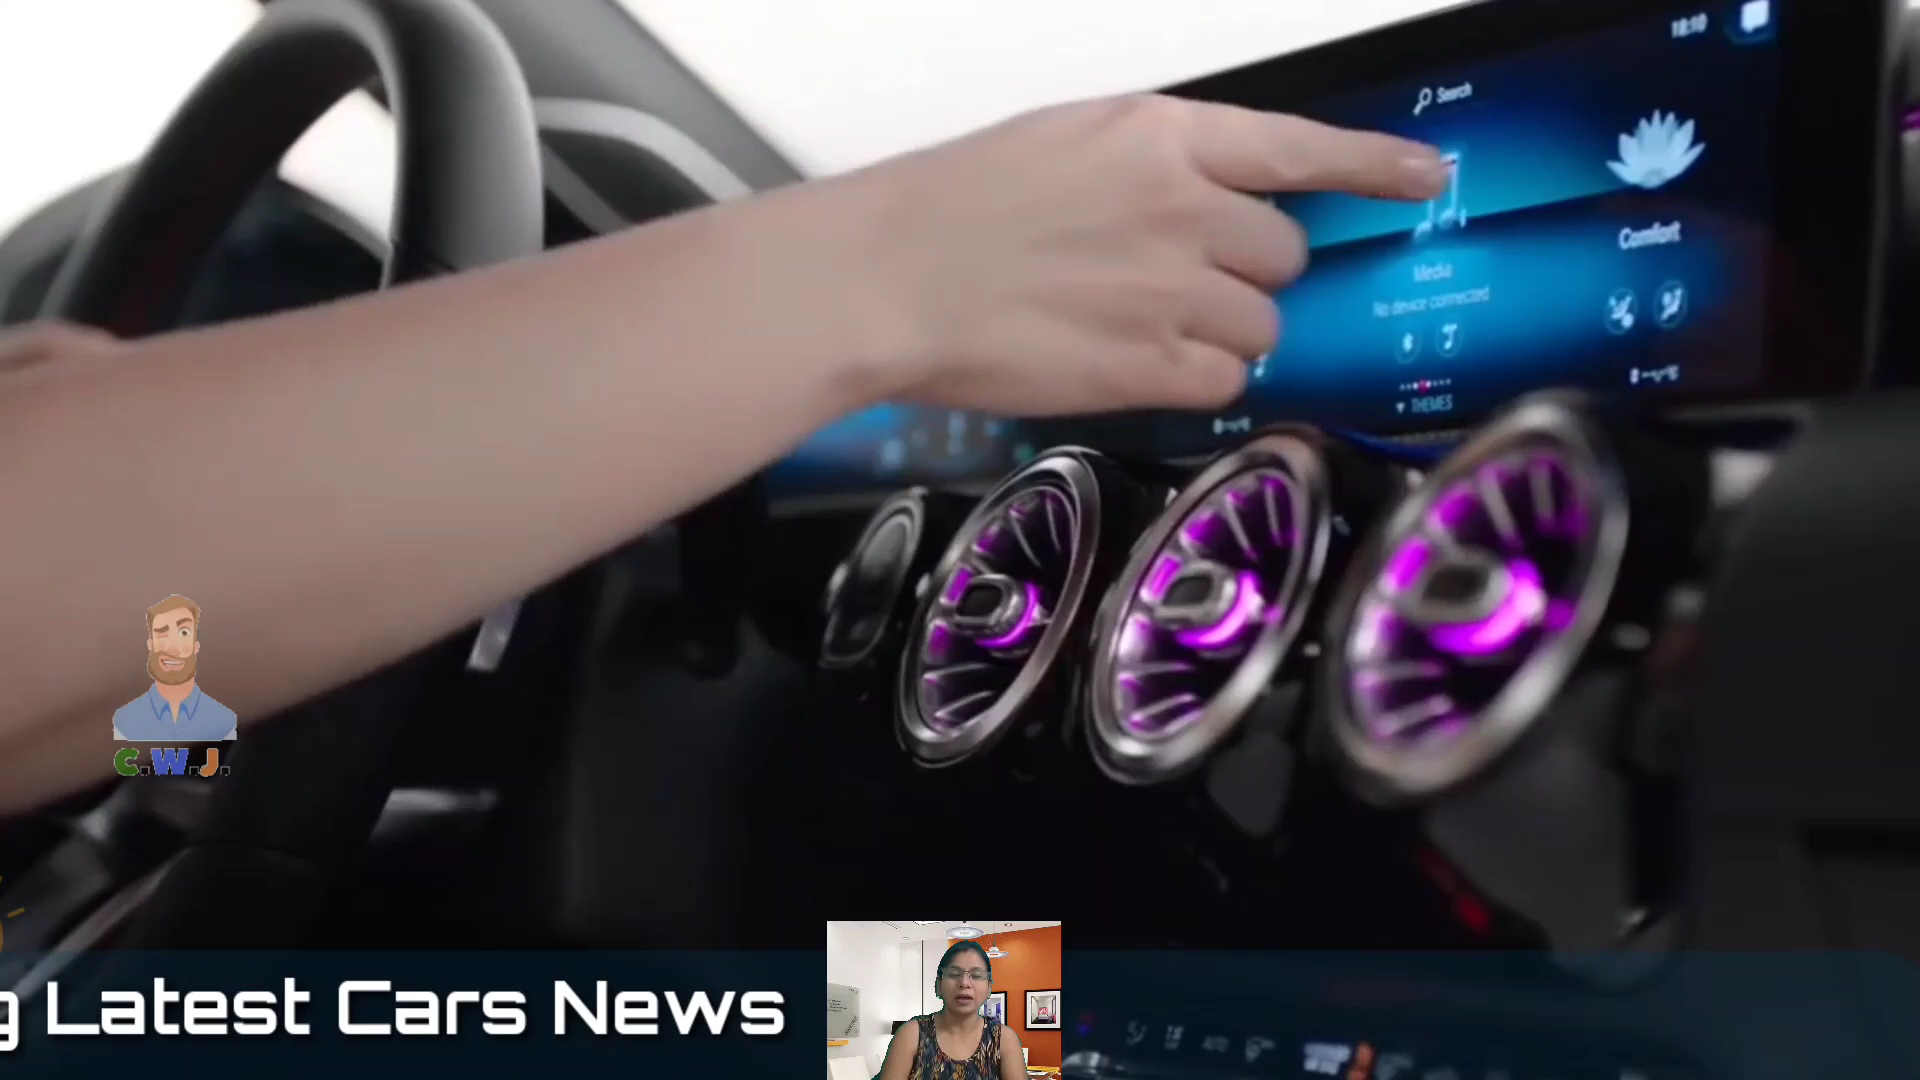 18:10
Search
Media
No device connected
Comfort
THEMES
C.W.J.
g Latest Cars News